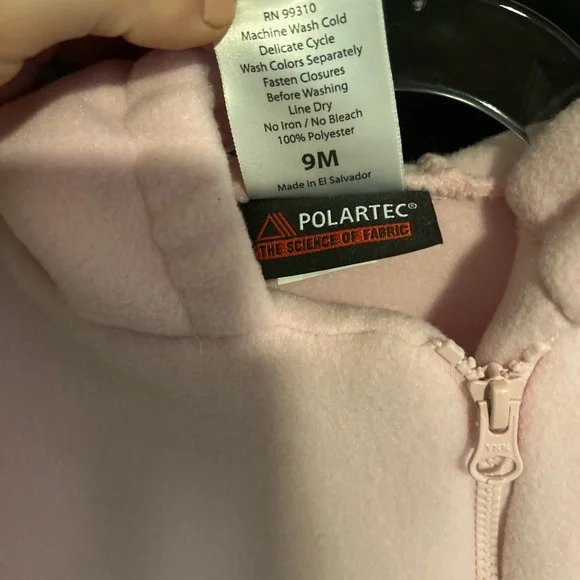 RN 99310
Machine Wash Cold
Delicate Cycle
Wash Colors Separately
Fasten Closures
Before Washing
Line Dry
No Iron / No Bleach
100% Polyester
9M
Made in El Salvador
POLARTEC®
THE SCIENCE OF FABRIC